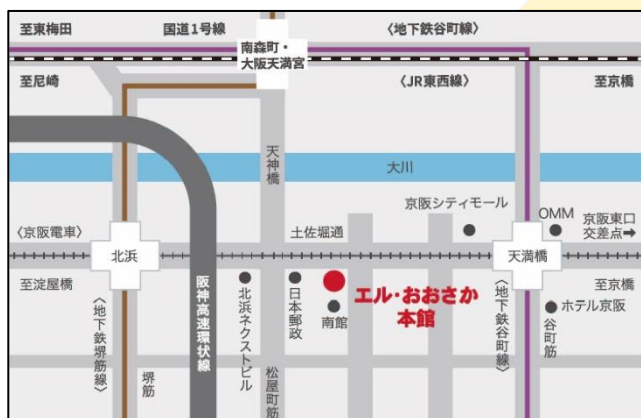 至東梅田
国道1号線
〈地下鉄谷町線〉
南森町・
大阪天満宮
至尼崎
〈JR東西線〉
至京橋
天神橋
大川
京阪シティモール
OMM
京阪東口
交差点➡
〈京阪電車〉
北浜
土佐堀通
天満橋
至淀屋橋
至京橋
〈地下鉄堺筋線〉
堺筋
阪神高速環状線
北浜ネクストビル
松屋町筋
日本郵政
南館
エル・おおさか
本館
〈地下鉄谷町線〉
谷町筋
ホテル京阪